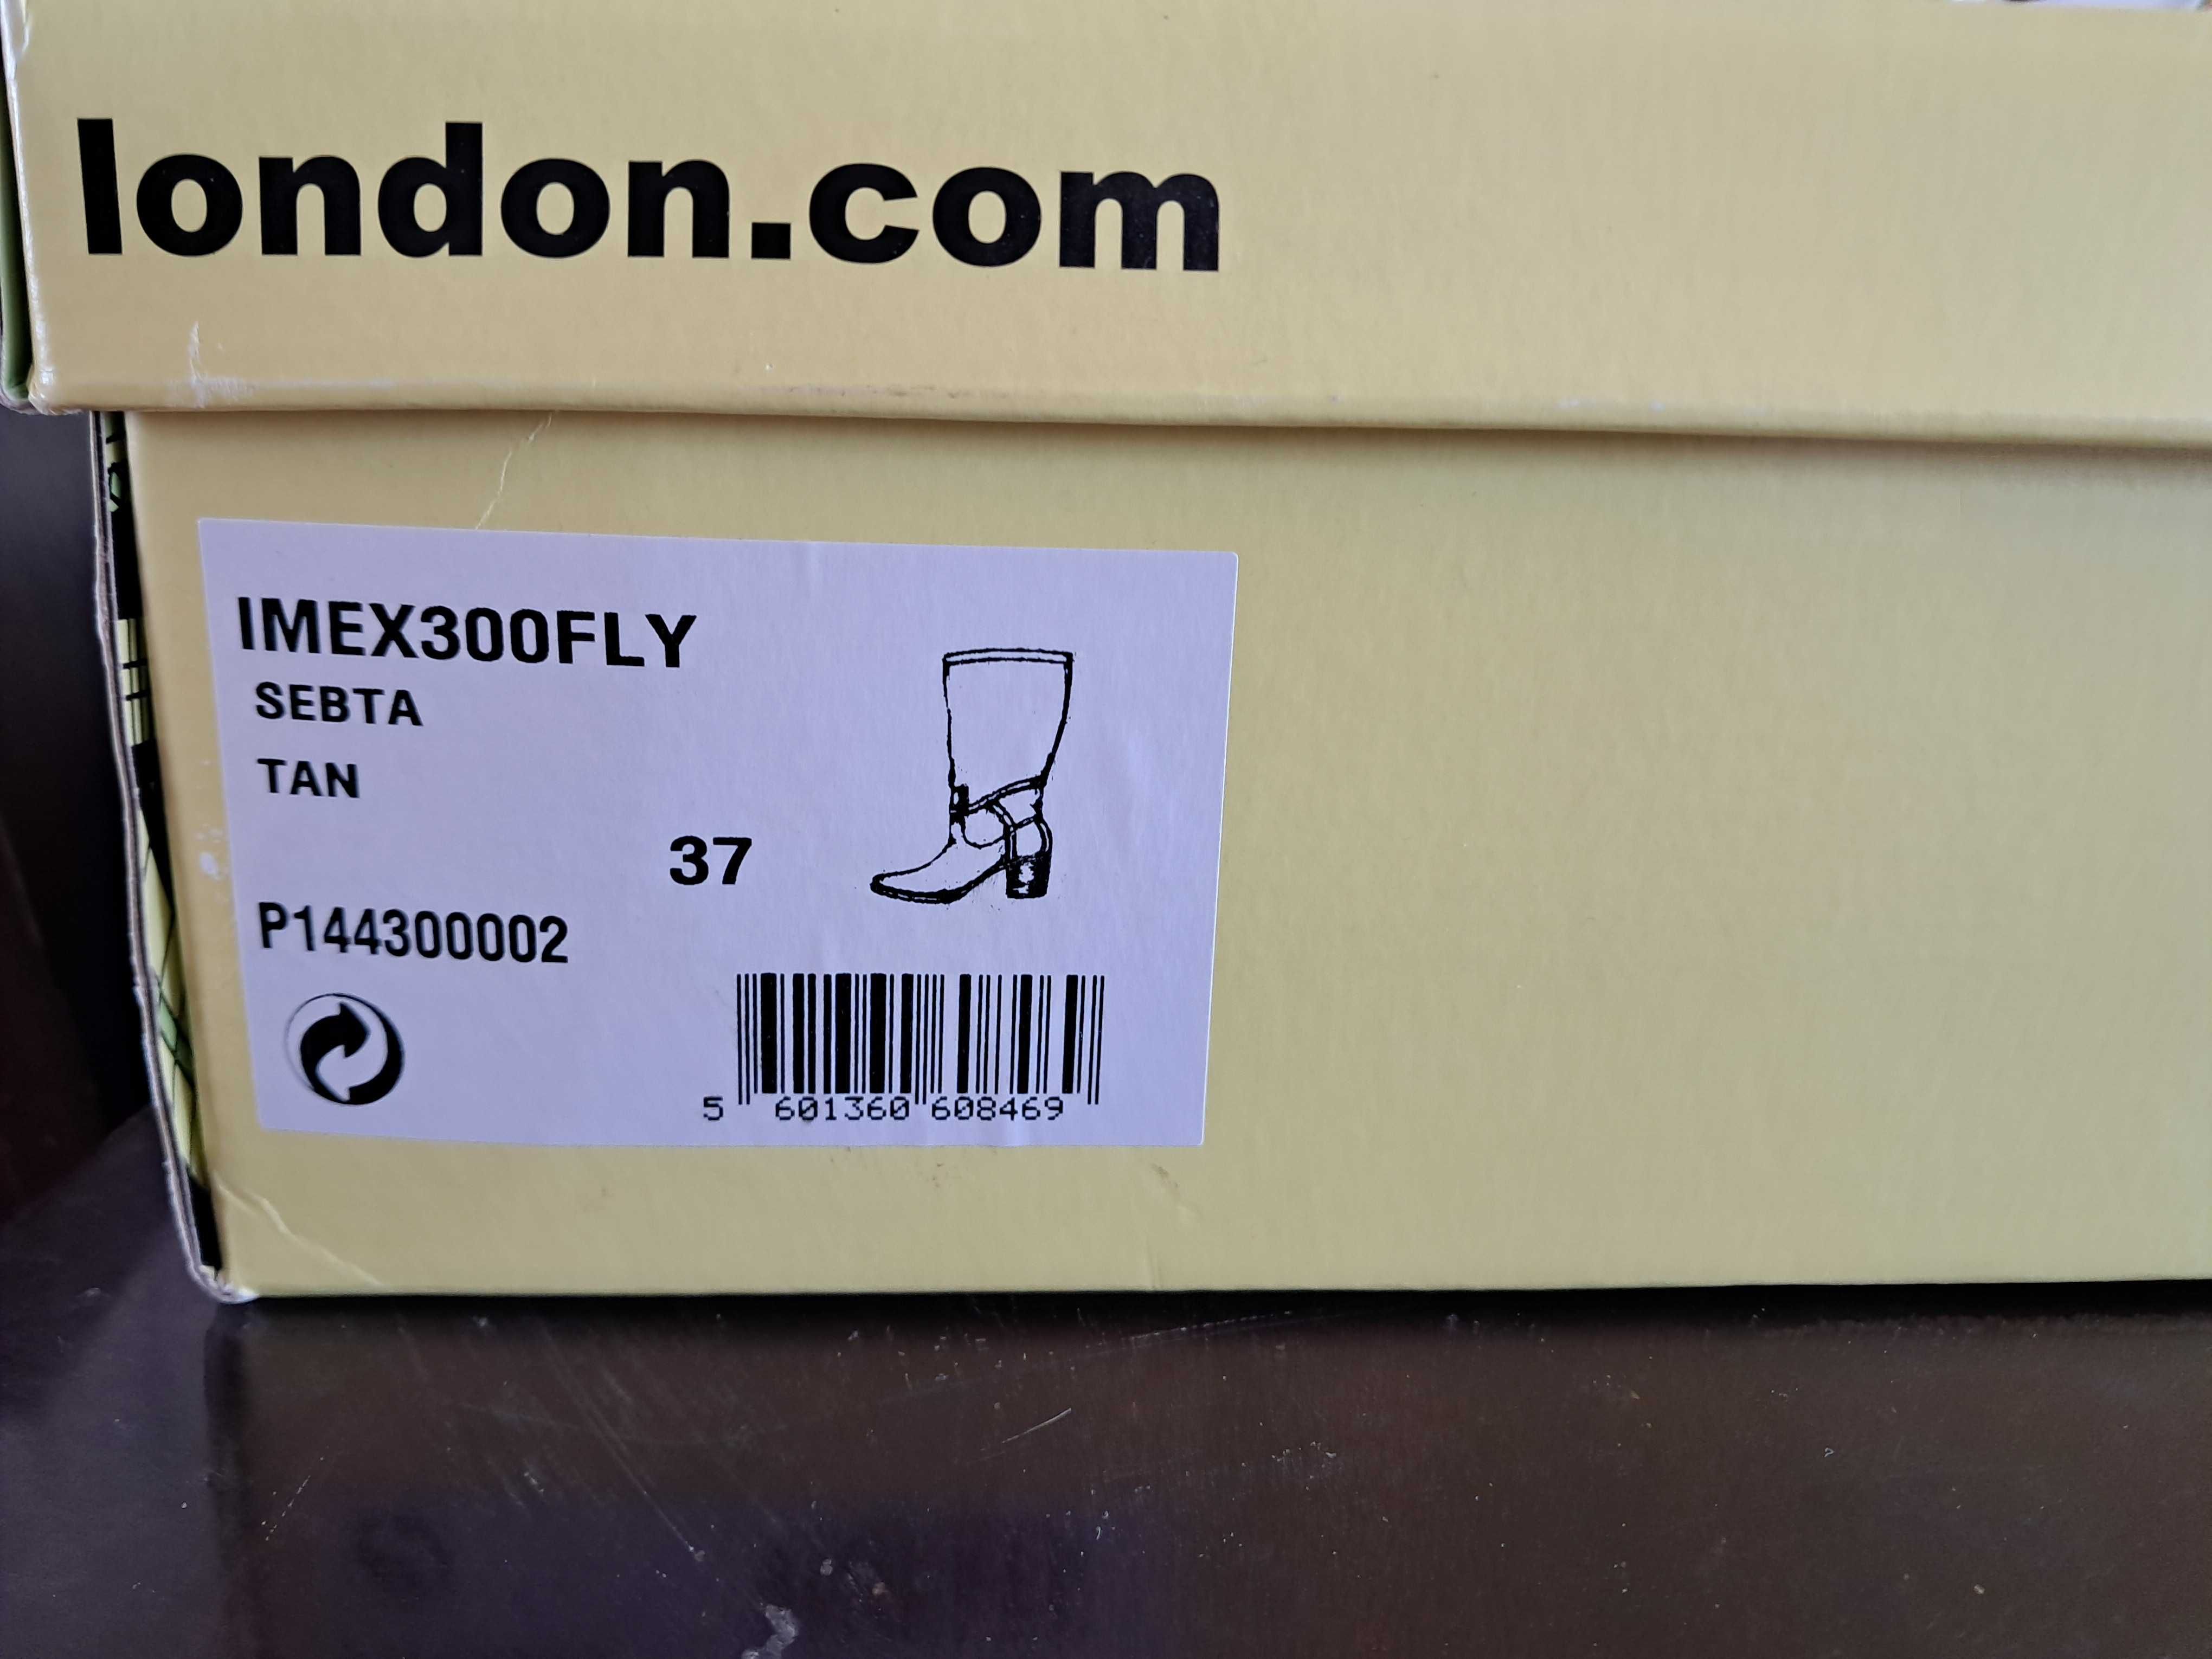 london.com
IMEX300FLY
SEBTA
TAN
37
P144300002
5 601360 608469